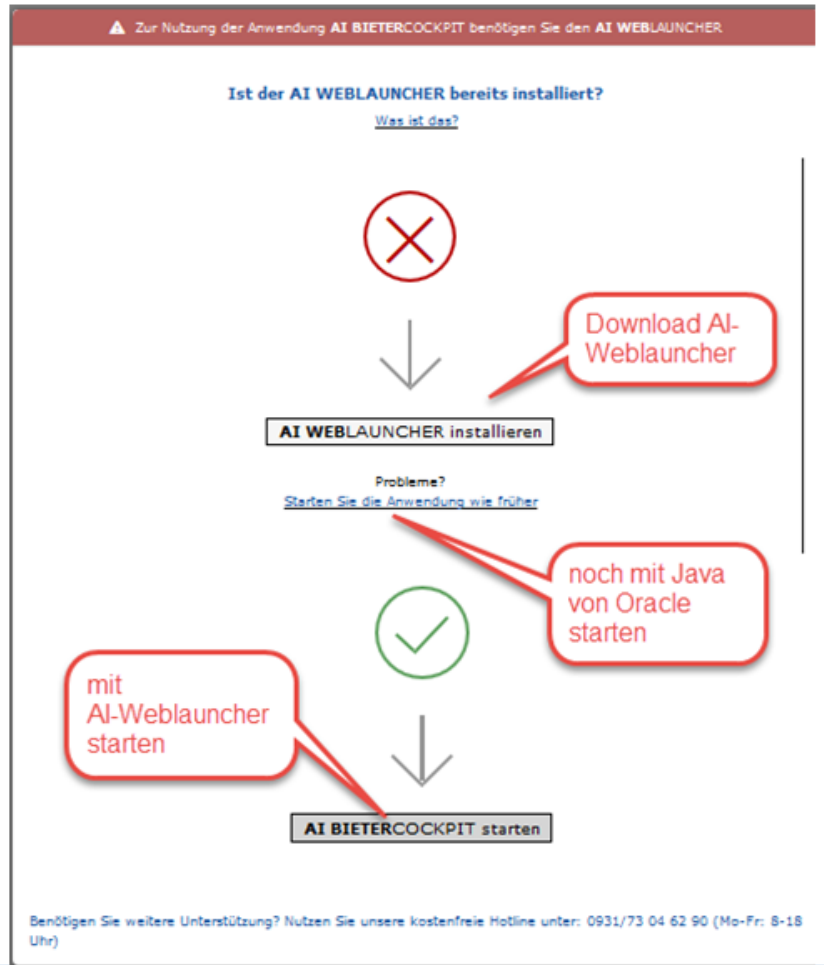 Zur Nutzung der Anwendung AI BIETERCOCKPIT benötigen Sie den AI WEBLAUNCHER
Ist der AI WEBLAUNCHER bereits installiert?
Was ist das?
Download AI-
Weblauncher
AI WEBLAUNCHER installieren
Probleme?
Starten Sie die Anwendung wie früher
noch mit Java
von Oracle
starten
mit
AI-Weblauncher
starten
AI BIETERCOCKPIT starten
Benötigen Sie weitere Unterstützung? Nutzen Sie unsere kostenfreie Hotline unter: 0931/73 04 62 90 (Mo-Fr: 8-18
Uhr)